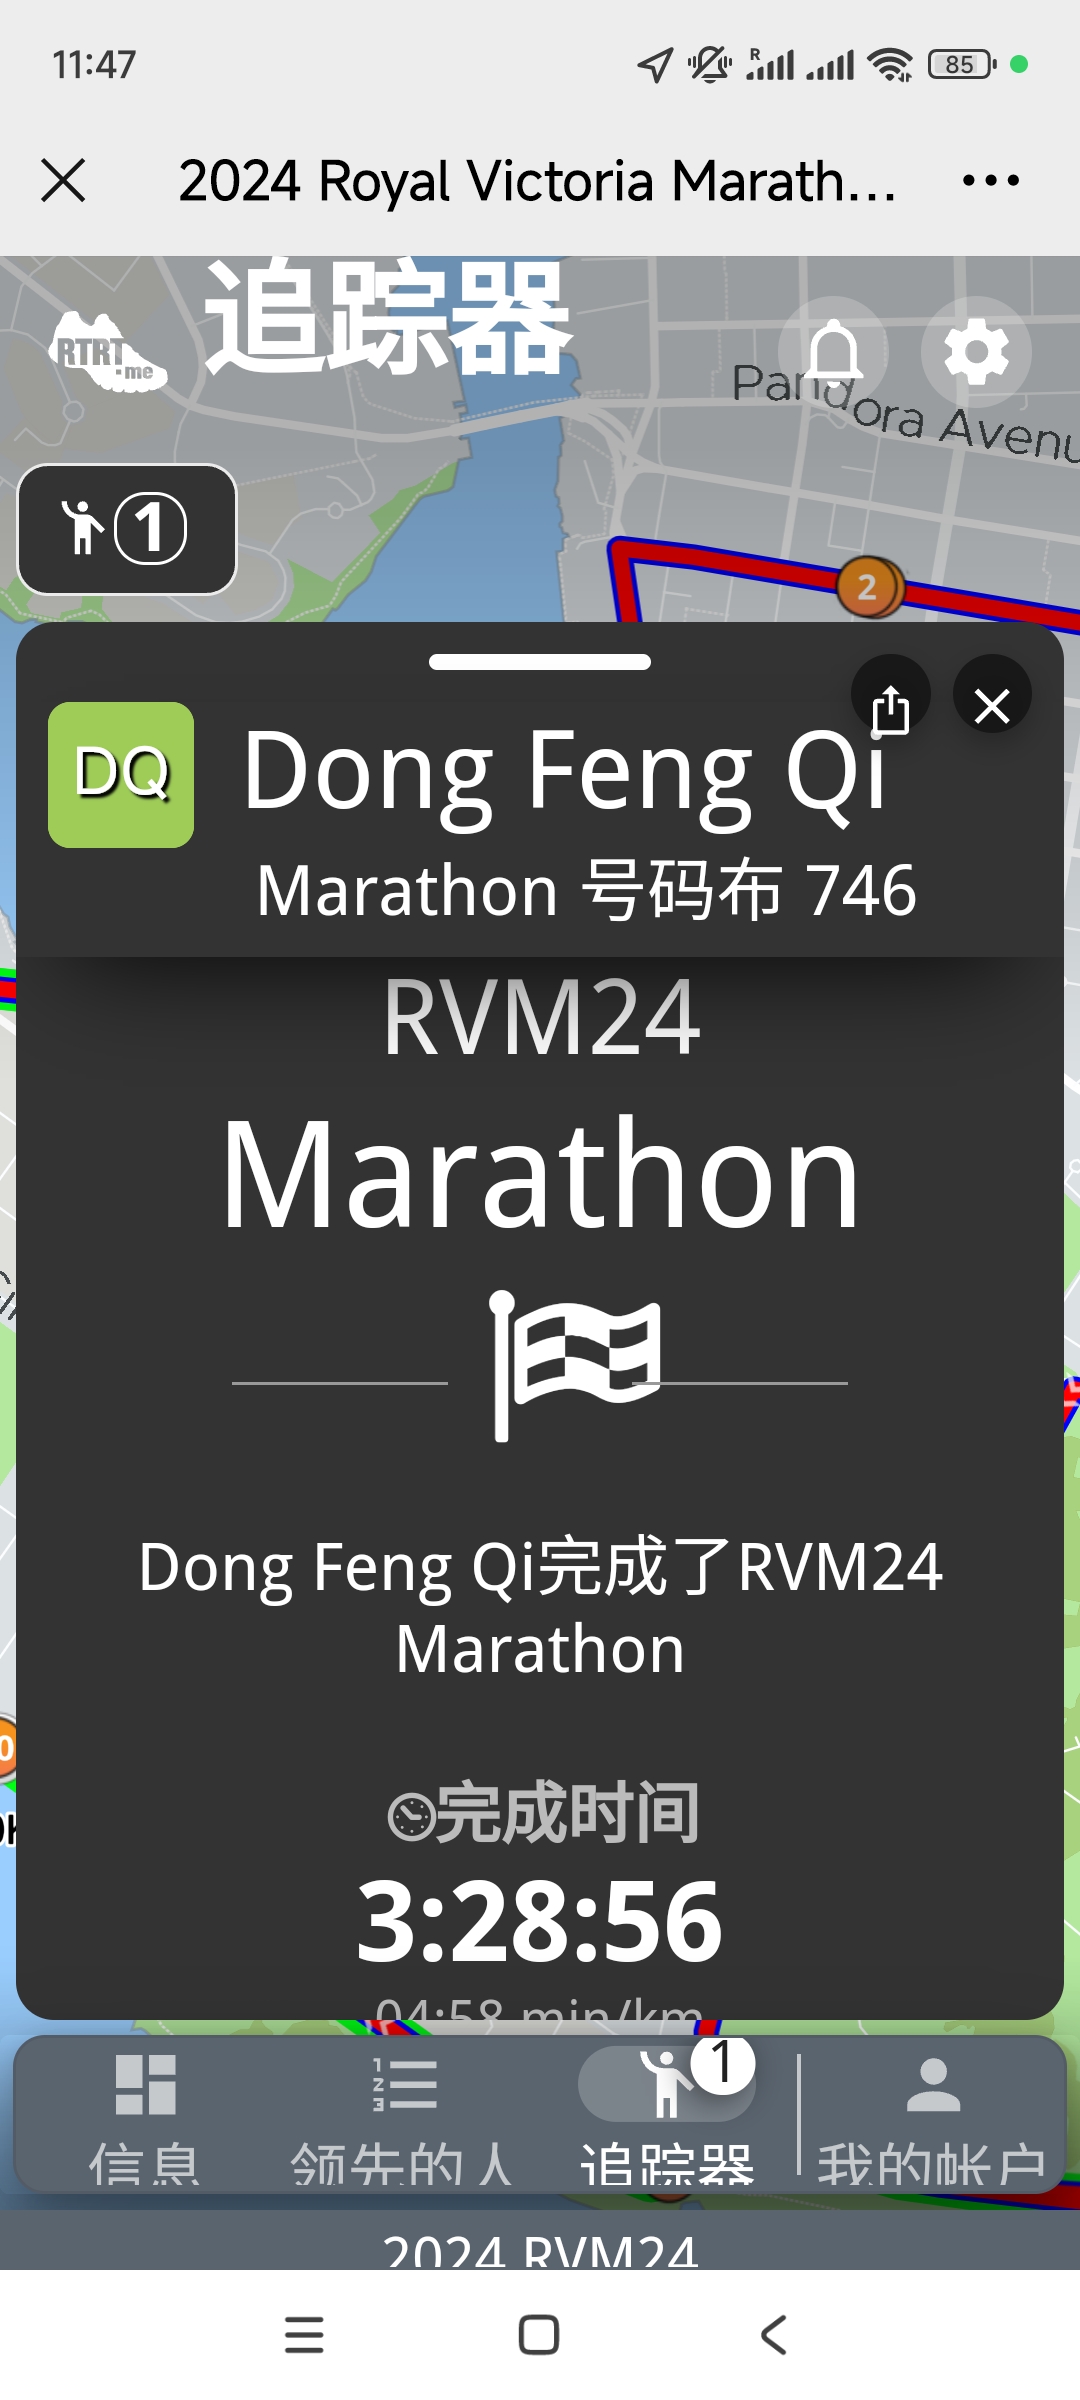 11:47
R
85
2024 Royal Victoria Marath...
RTRT.me
追踪器
Pandora Avenu
1
2
DQ
Dong Feng Qi
Marathon 号码布 746
RVM24
Marathon
Dong Feng Qi完成了RVM24
Marathon
完成时间
3:28:56
04:58 min/km
1
信息
领先的人
追踪器
我的帐户
2024 RVM24